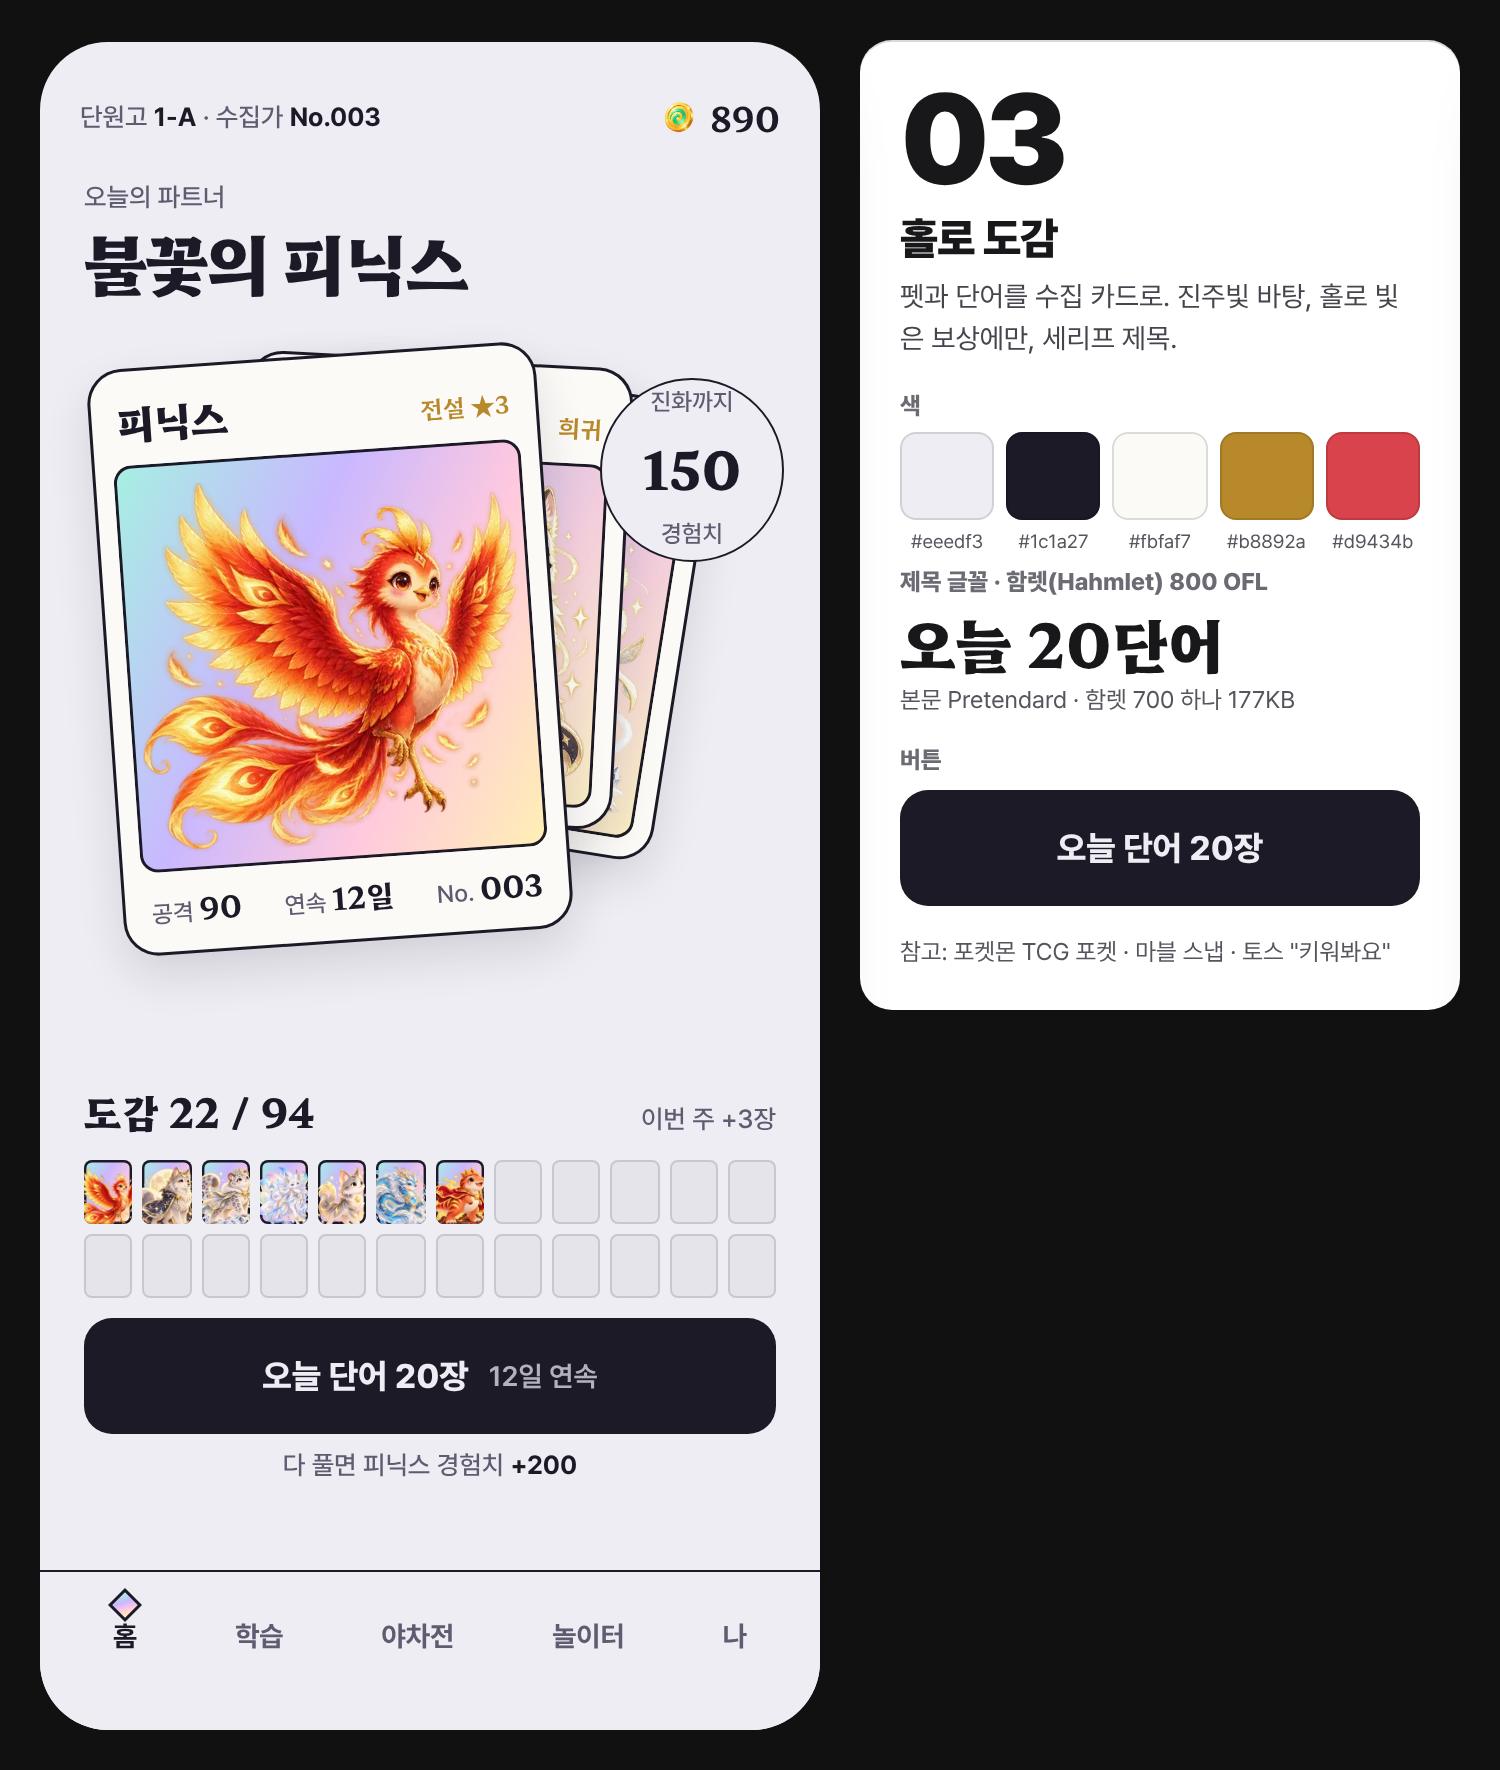 단원고 1-A · 수집가 No.003
890
오늘의 파트너
불꽃의 피닉스
피닉스
전설 ★3
희귀
진화까지
150
경험치
공격 90
연속 12일
No. 003
도감 22 / 94
이번 주 +3장
오늘 단어 20장 12일 연속
다 풀면 피닉스 경험치 +200
홈
학습
야차전
놀이터
나
03
홀로 도감
펫과 단어를 수집 카드로. 진주빛 바탕, 홀로 빛
은 보상에만, 세리프 제목.
색
#eeedf3
#1c1a27
#fbfaf7
#b8892a
#d9434b
제목 글꼴 · 함렛(Hahmlet) 800 OFL
오늘 20단어
본문 Pretendard · 함렛 700 하나 177KB
버튼
오늘 단어 20장
참고: 포켓몬 TCG 포켓 · 마블 스냅 · 토스 "키워봐요"